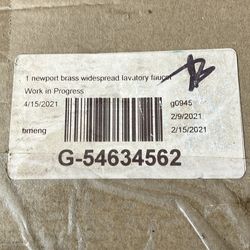 1 newport brass widespread lavatory faucet
Work in Progress
4/15/2021 g0945
2/9/2021
bmeng 2/15/2021
G-54634562